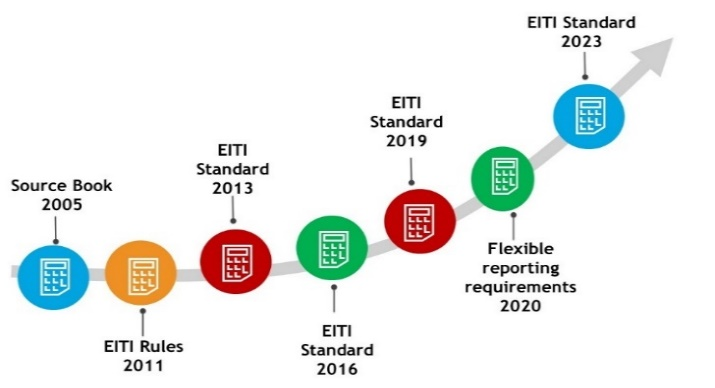 Source Book
2005
EITI Rules
2011
EITI
Standard
2013
EITI
Standard
2016
EITI
Standard
2019
Flexible
reporting
requirements
2020
EITI Standard
2023